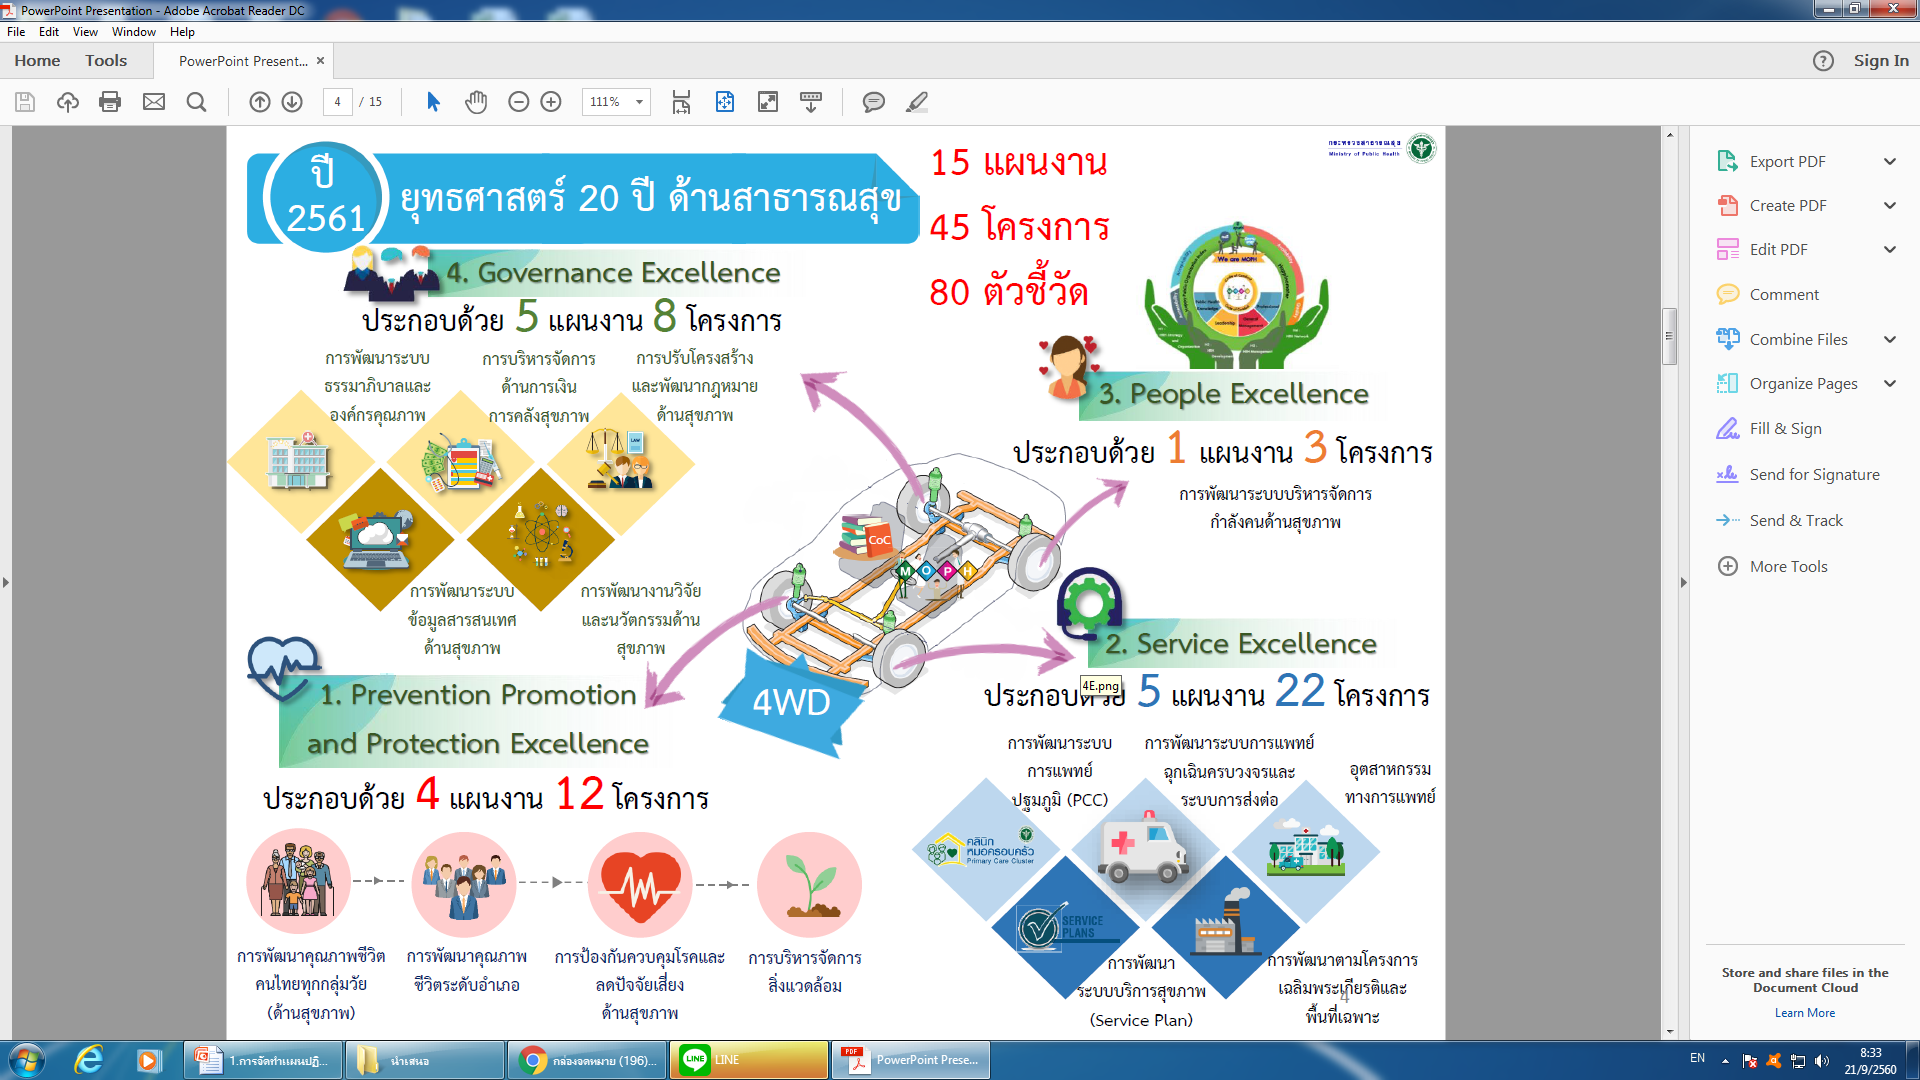 PowerPoint Presentation - Adobe Acrobat Reader DC
File Edit View Window Help
Home Tools PowerPoint Present... × Sign In
4 / 15 111%
กระทรวงสาธารณสุข
Ministry of Public Health
ปี
2561
ยุทธศาสตร์ 20 ปี ด้านสาธารณสุข
15 แผนงาน
45 โครงการ
80 ตัวชี้วัด
4. Governance Excellence
ประกอบด้วย 5 แผนงาน 8 โครงการ
การพัฒนาระบบ
ธรรมาภิบาลและ
องค์กรคุณภาพ
การบริหารจัดการ
ด้านการเงิน
การคลังสุขภาพ
การปรับโครงสร้าง
และพัฒนากฎหมาย
ด้านสุขภาพ
LAW
การพัฒนาระบบ
ข้อมูลสารสนเทศ
ด้านสุขภาพ
การพัฒนางานวิจัย
และนวัตกรรมด้าน
สุขภาพ
We are MOPH
3. People Excellence
ประกอบด้วย 1 แผนงาน 3 โครงการ
การพัฒนาระบบบริหารจัดการ
กำลังคนด้านสุขภาพ
CoC
M O P H
4WD
1. Prevention Promotion
and Protection Excellence
ประกอบด้วย 4 แผนงาน 12 โครงการ
การพัฒนาคุณภาพชีวิต
คนไทยทุกกลุ่มวัย
(ด้านสุขภาพ)
การพัฒนาคุณภาพ
ชีวิตระดับอำเภอ
การป้องกันควบคุมโรคและ
ลดปัจจัยเสี่ยง
ด้านสุขภาพ
การบริหารจัดการ
สิ่งแวดล้อม
2. Service Excellence
4E.png
ประกอบด้วย 5 แผนงาน 22 โครงการ
การพัฒนาระบบ
การแพทย์
ปฐมภูมิ (PCC)
การพัฒนาระบบการแพทย์
ฉุกเฉินครบวงจรและ
ระบบการส่งต่อ
อุตสาหกรรม
ทางการแพทย์
คลินิก
หมอครอบครัว
Primary Care Cluster
SERVICE
PLANS
การพัฒนา
ระบบบริการสุขภาพ
(Service Plan)
การพัฒนาตามโครงการ
เฉลิมพระเกียรติและ
พื้นที่เฉพาะ
4
Export PDF
Create PDF
Edit PDF
Comment
Combine Files
Organize Pages
Fill & Sign
Send for Signature
Send & Track
More Tools
Store and share files in the
Document Cloud
Learn More
1.การจัดทำแผนปฏิ...
นำเสนอ
กล่องจดหมาย (196)...
LINE
PowerPoint Prese...
EN
8:33
21/9/2560